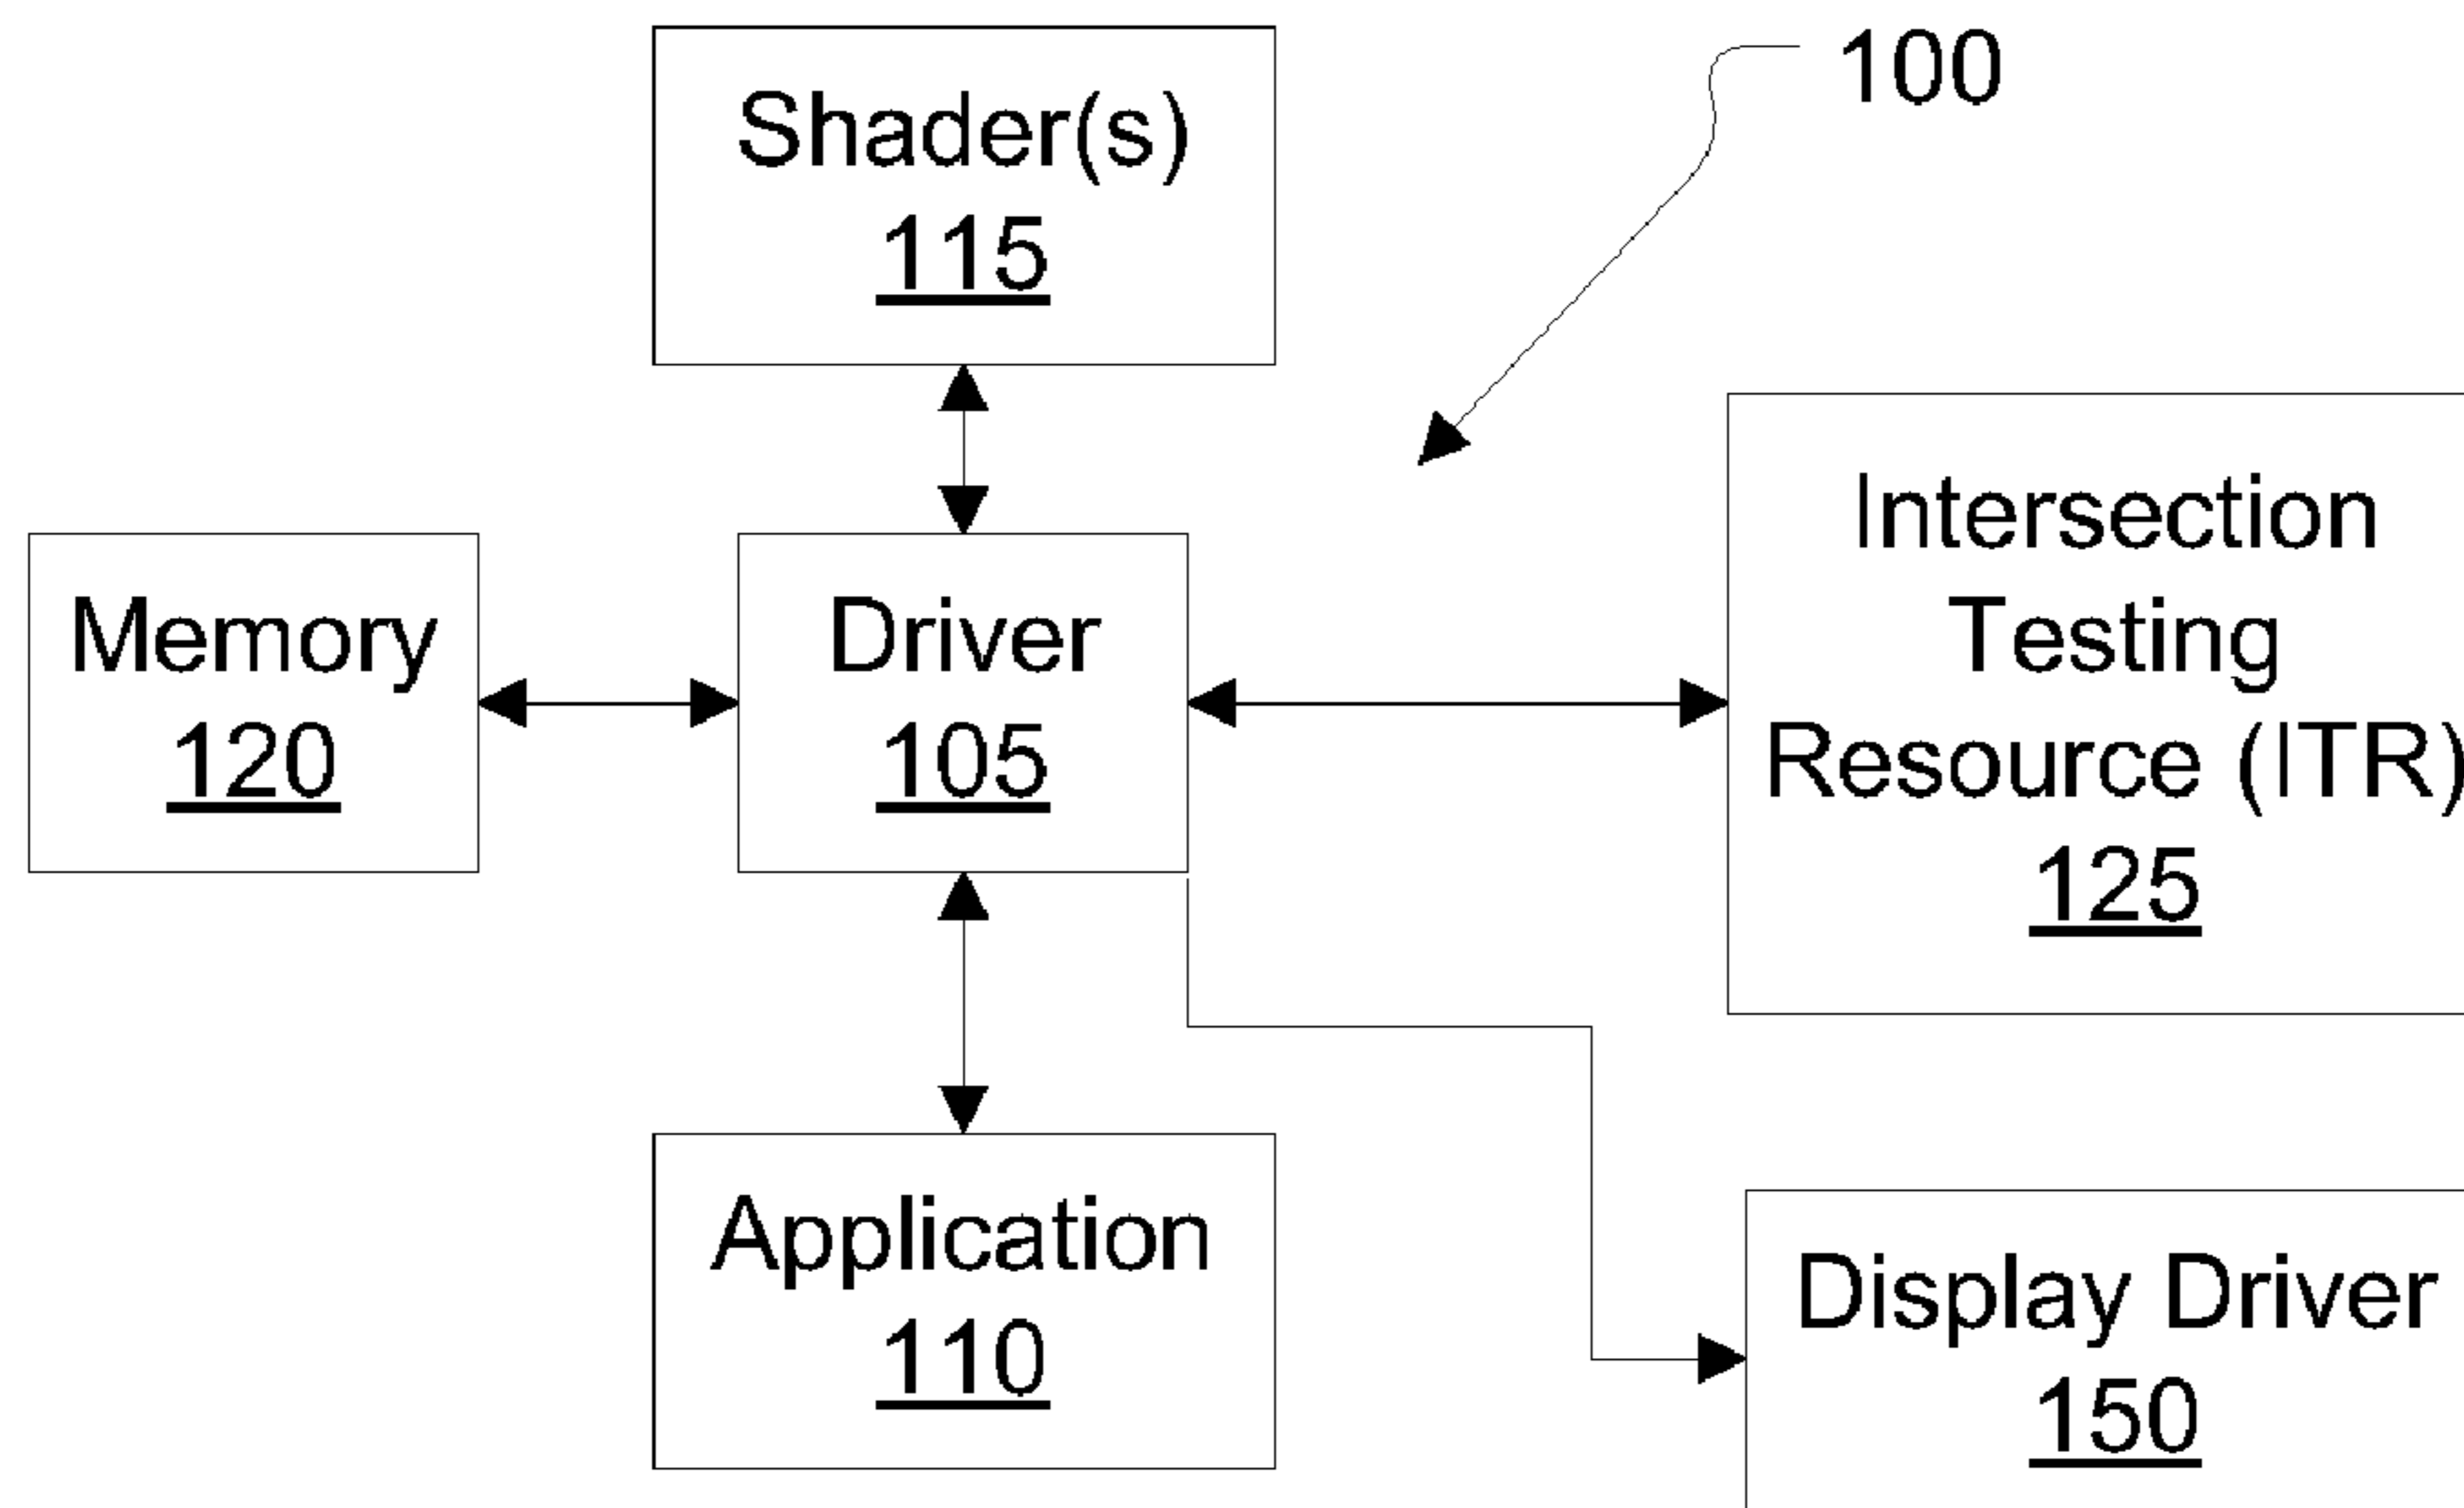 Shader(s)
115
100
Memory
120
Driver
105
Intersection
Testing
Resource (ITR)
125
Application
110
Display Driver
150